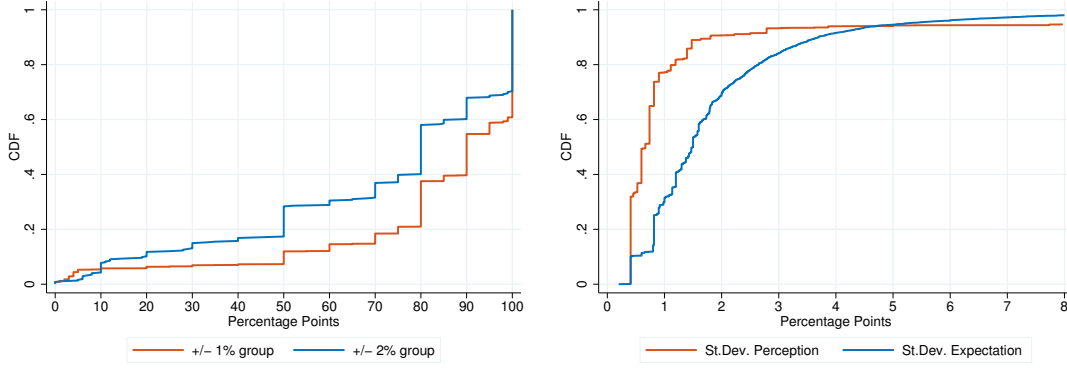 CDF
1
.8
.6
.4
.2
0
0 10 20 30 40 50 60 70 80 90 100
Percentage Points
+/− 1% group +/− 2% group
CDF
1
.8
.6
.4
.2
0
0 1 2 3 4 5 6 7 8
Percentage Points
St.Dev. Perception St.Dev. Expectation